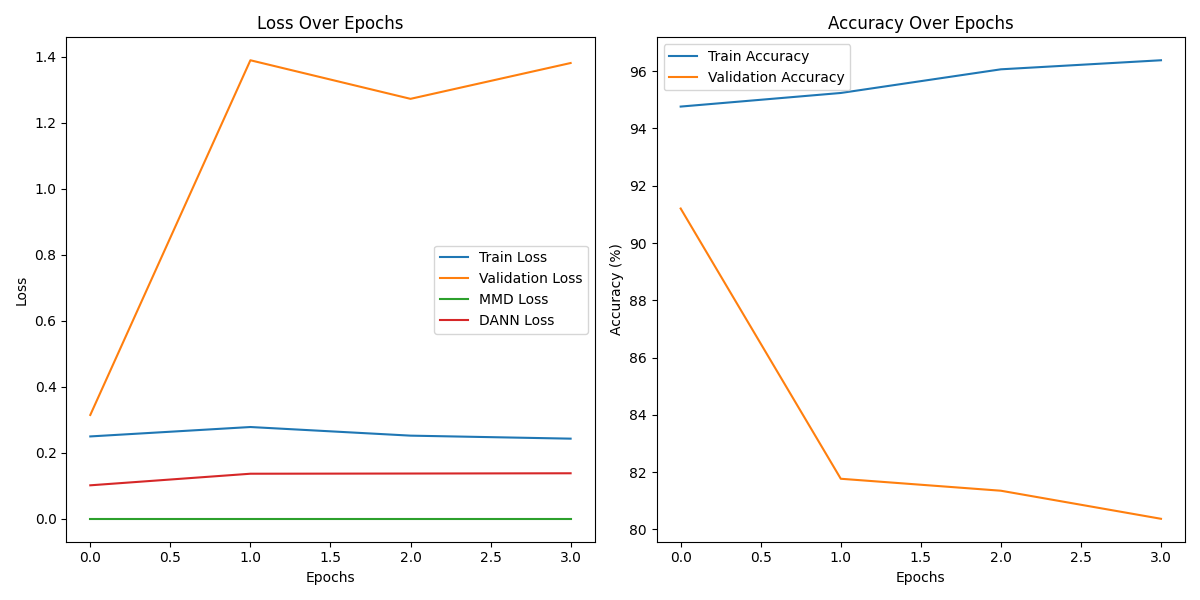 Loss Over Epochs
1.4
1.2
1.0
0.8
0.6
0.4
0.2
0.0
Loss
Train Loss
Validation Loss
MMD Loss
DANN Loss
0.0 0.5 1.0 1.5 2.0 2.5 3.0
Epochs
Accuracy Over Epochs
Train Accuracy
Validation Accuracy
96
94
92
90
88
86
84
82
80
Accuracy (%)
0.0 0.5 1.0 1.5 2.0 2.5 3.0
Epochs